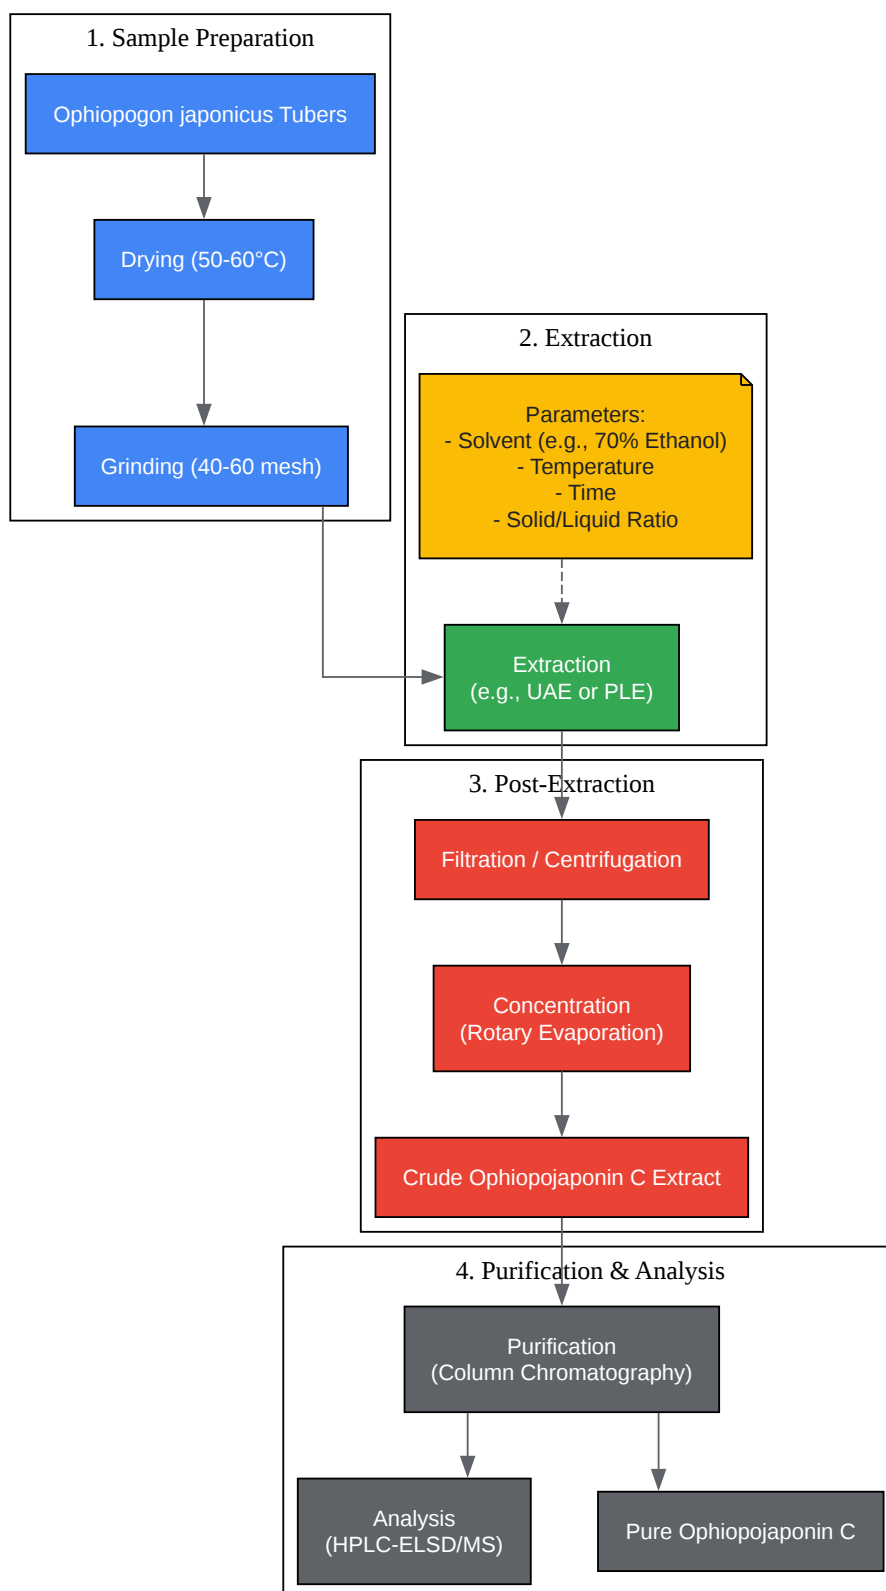 1. Sample Preparation
Ophiopogon japonicus Tubers
Drying (50-60°C)
Grinding (40-60 mesh)
2. Extraction
Parameters:
- Solvent (e.g., 70% Ethanol)
- Temperature
- Time
- Solid/Liquid Ratio
Extraction
(e.g., UAE or PLE)
3. Post-Extraction
Filtration / Centrifugation
Concentration
(Rotary Evaporation)
Crude Ophiopojaponin C Extract
4. Purification & Analysis
Purification
(Column Chromatography)
Analysis
(HPLC-ELSD/MS)
Pure Ophiopojaponin C